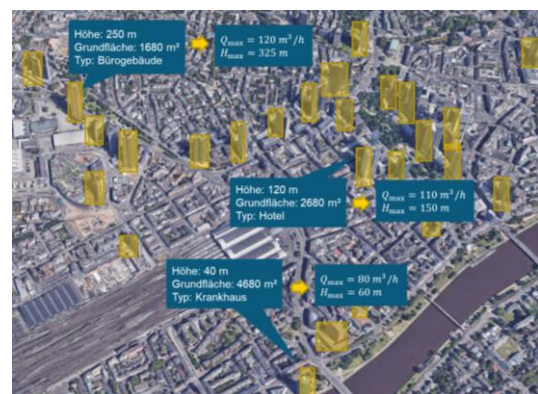 Höhe: 250 m
Grundfläche: 1680 m²
Typ: Bürogebäude
Q_max = 120 m³/h
H_max = 325 m
Höhe: 120 m
Grundfläche: 2680 m²
Typ: Hotel
Q_max = 110 m³/h
H_max = 150 m
Höhe: 40 m
Grundfläche: 4680 m²
Typ: Krankhaus
Q_max = 80 m³/h
H_max = 60 m